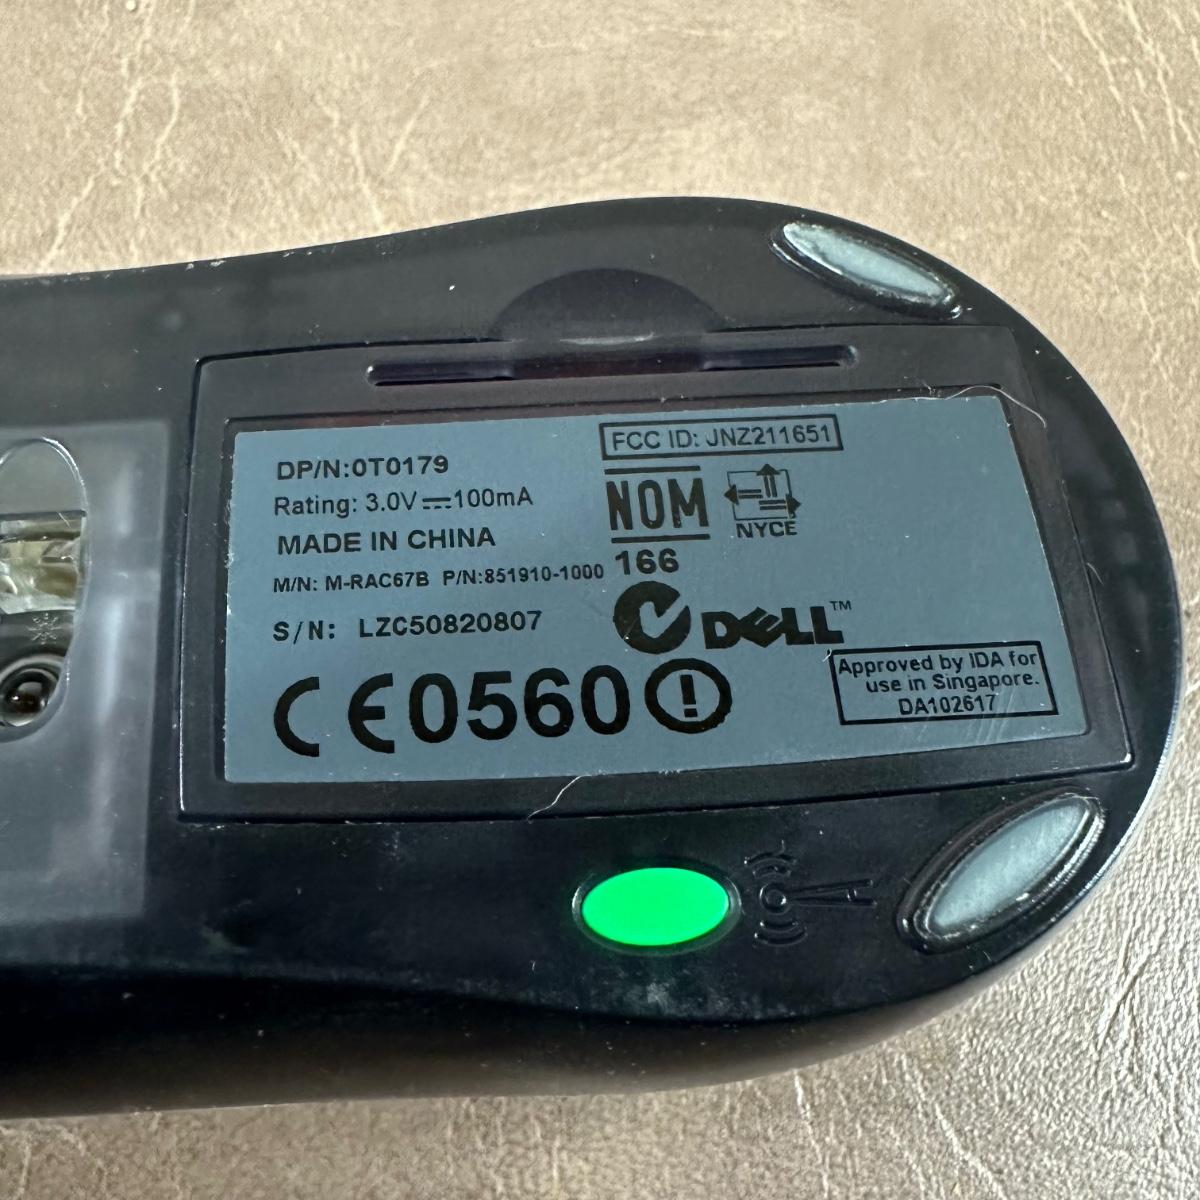 DP/N:0T0179
Rating: 3.0V⎓100mA
MADE IN CHINA
M/N: M-RAC67B P/N:851910-1000
S/N: LZC50820807
CE0560
FCC ID: JNZ211651
NOM
NYCE
166
DELL™
Approved by IDA for
use in Singapore.
DA102617